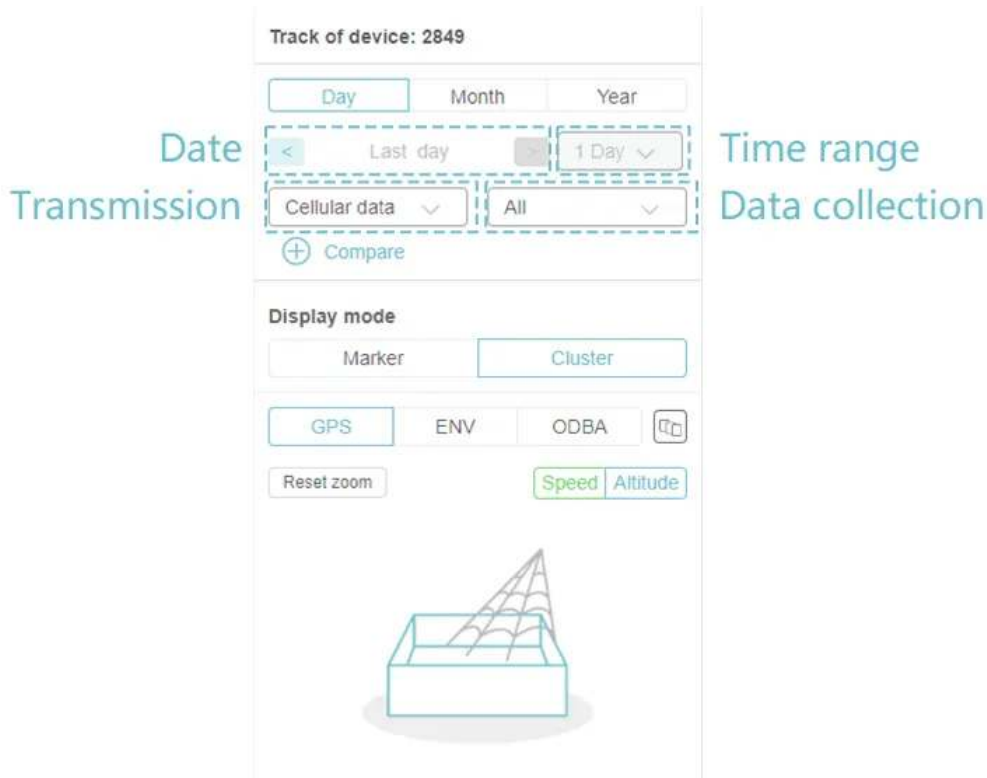 Track of device: 2849
Day Month Year
Date < Last day > 1 Day Time range
Transmission Cellular data All Data collection
Compare
Display mode
Marker Cluster
GPS ENV ODBA
Reset zoom Speed Altitude